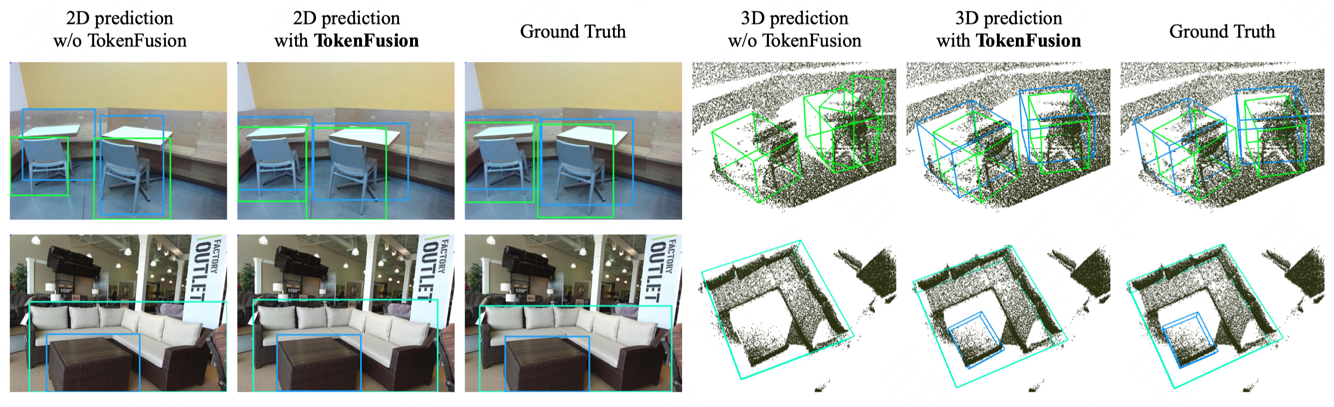 2D prediction
w/o TokenFusion
2D prediction
with TokenFusion
Ground Truth
3D prediction
w/o TokenFusion
3D prediction
with TokenFusion
Ground Truth
FACTORY
OUTLET
FACTORY
OUTLET
FACTORY
OUTLET